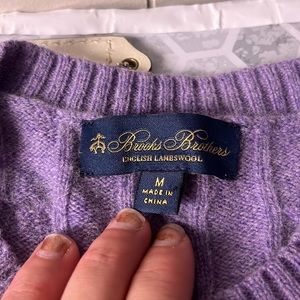 Brooks Brothers
ENGLISH LAMBSWOOL
M
MADE IN
CHINA